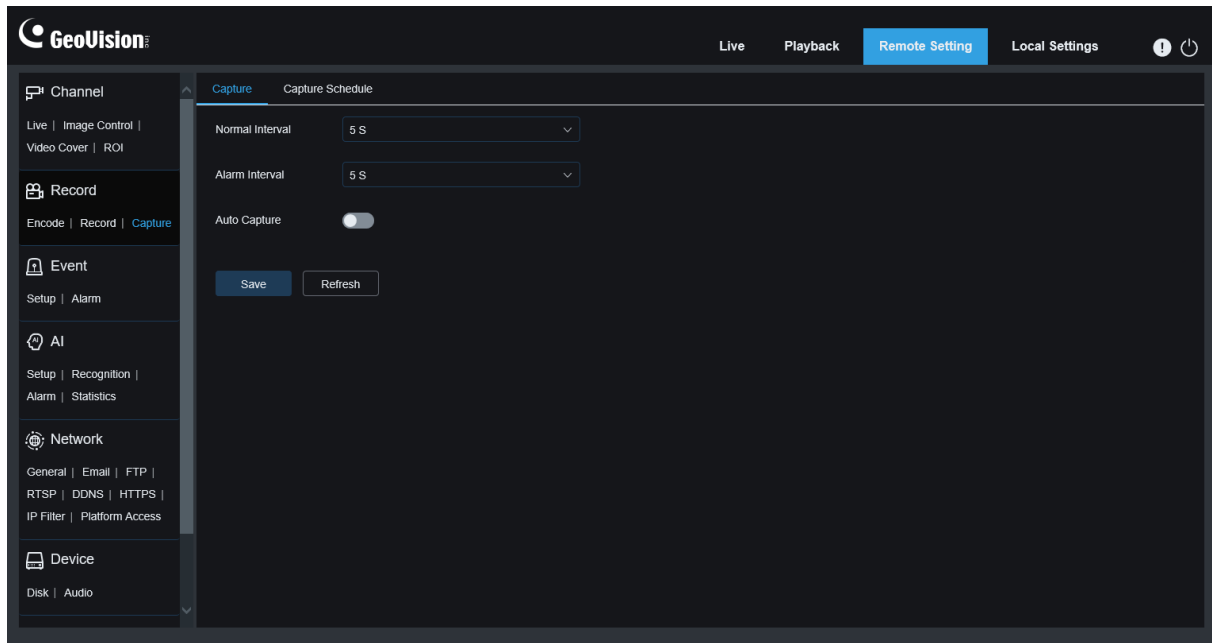 GeoVision Inc
Live Playback Remote Setting Local Settings
Channel
Live | Image Control |
Video Cover | ROI
Record
Encode | Record | Capture
Event
Setup | Alarm
AI
Setup | Recognition |
Alarm | Statistics
Network
General | Email | FTP |
RTSP | DDNS | HTTPS |
IP Filter | Platform Access
Device
Disk | Audio
Capture Capture Schedule
Normal Interval 5 S
Alarm Interval 5 S
Auto Capture
Save Refresh